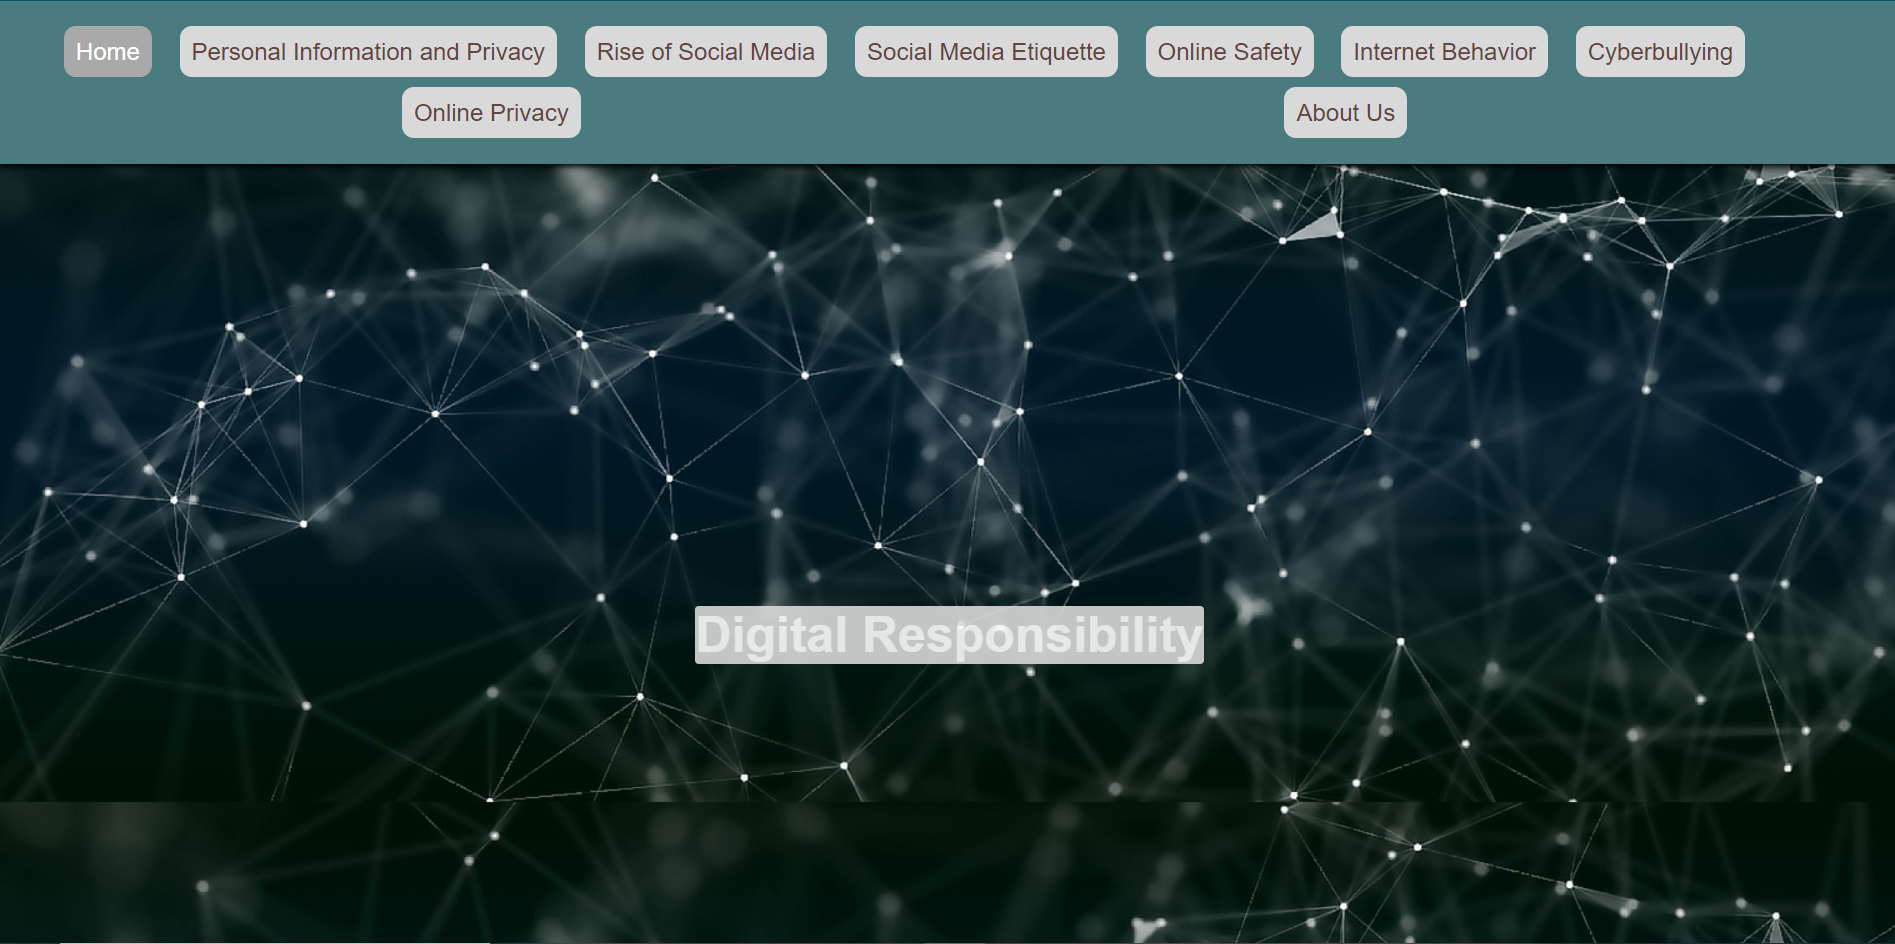 Home Personal Information and Privacy Rise of Social Media Social Media Etiquette Online Safety Internet Behavior Cyberbullying
Online Privacy About Us
Digital Responsibility